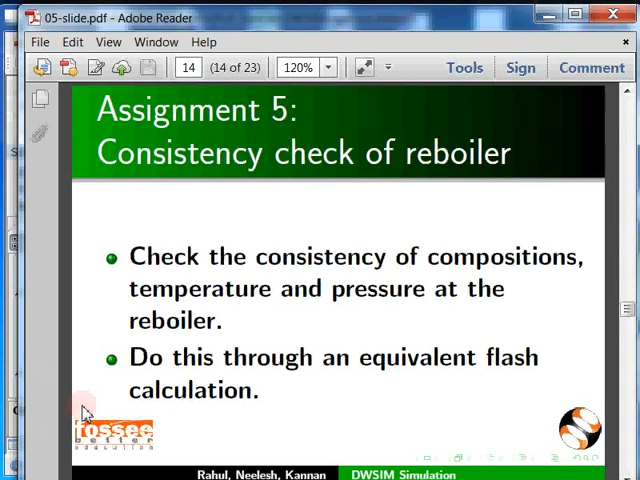 05-slide.pdf - Adobe Reader
File Edit View Window Help
14 (14 of 23) 120% Tools Sign Comment
Assignment 5:
Consistency check of reboiler
Check the consistency of compositions,
temperature and pressure at the
reboiler.
Do this through an equivalent flash
calculation.
fossee
better
education
Rahul, Neelesh, Kannan DWSIM Simulation